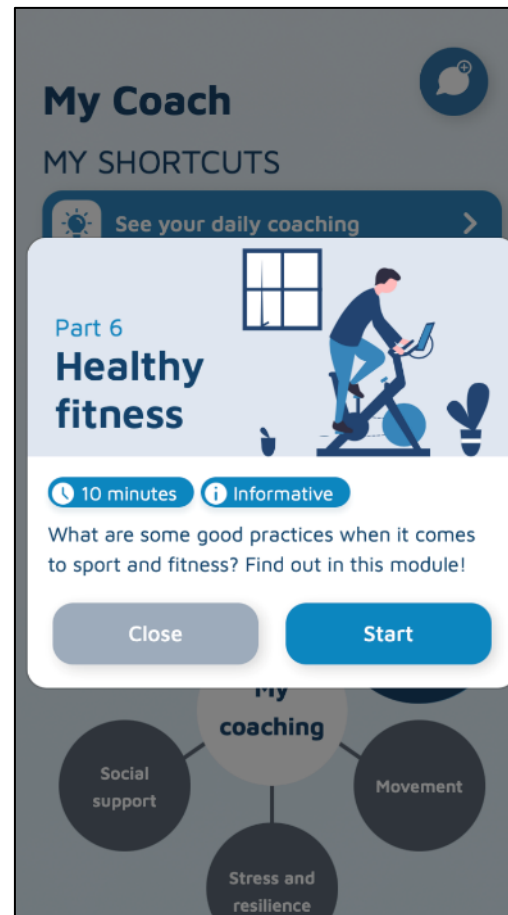 My Coach
MY SHORTCUTS
See your daily coaching
Part 6
Healthy
fitness
10 minutes
Informative
What are some good practices when it comes
to sport and fitness? Find out in this module!
Close
Start
My
coaching
Social
support
Movement
Stress and
resilience